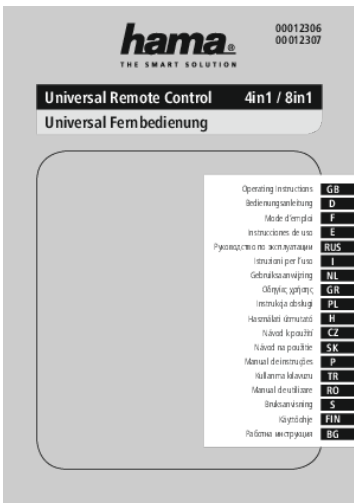 hama®
THE SMART SOLUTION
00012306
00012307
Universal Remote Control 4in1 / 8in1
Universal Fernbedienung
Operating Instructions GB
Bedienungsanleitung D
Mode d'emploi F
Instrucciones de uso E
Руководство по эксплуатации RUS
Istruzioni per l'uso I
Gebruiksaanwijzing NL
Οδηγίες χρήσης GR
Instrukcja obsługi PL
Használati útmutató H
Návod k použití CZ
Návod na použitie SK
Manual de instruções P
Kullanma kılavuzu TR
Manual de utilizare RO
Bruksanvisning S
Käyttöohje FIN
Работна инструкция BG